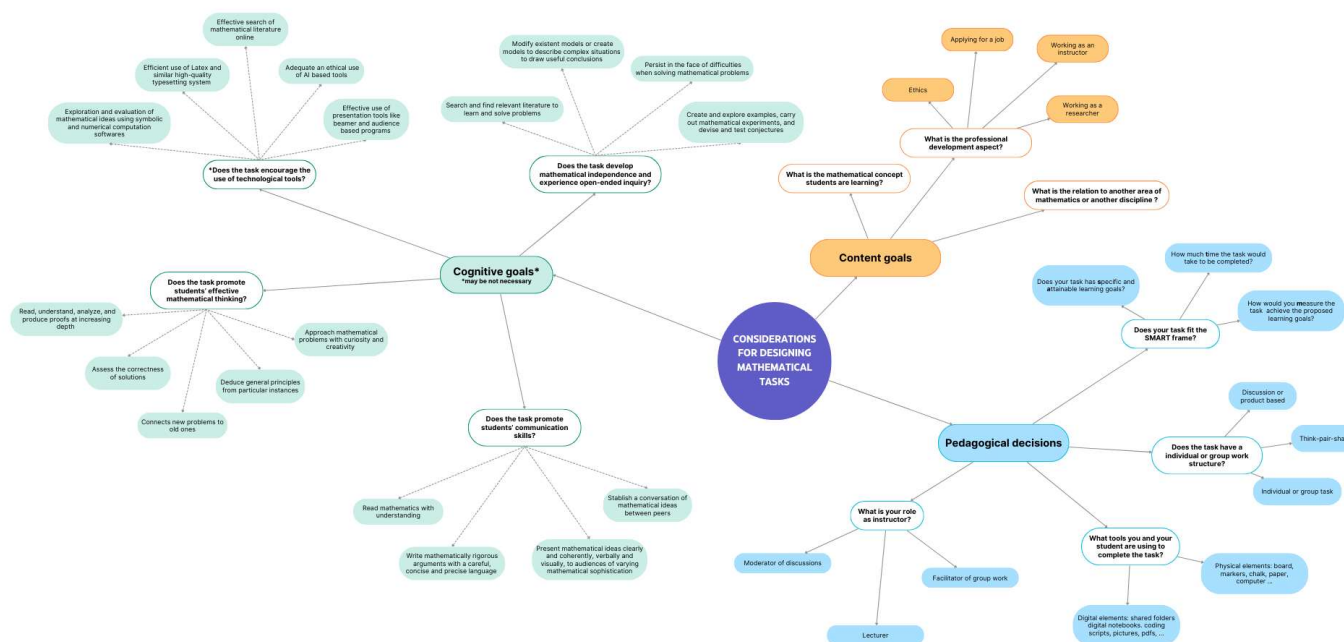 Effective search of
mathematical literature
online
Efficient use of Latex and
similar high-quality
typesetting system
Adequate an ethical use of
AI based tools
Exploration and evaluation of
mathematical ideas using symbolic
and numerical computation
softwares
Effective use of
presentation tools like
beamer and audience
based programs
*Does the task encourage the
use of technological tools?
Modify existent models or create
models to describe complex situations
to draw useful conclusions
Persist in the face of difficulties
when solving mathematical problems
Search and find relevant literature to
learn and solve problems
Create and explore examples, carry
out mathematical experiments, and
devise and test conjectures
Does the task develop
mathematical independence and
experience open-ended inquiry?
Applying for a job
Working as an
instructor
Ethics
Working as a
researcher
What is the professional
development aspect?
What is the mathematical concept
students are learning?
What is the relation to another area of
mathematics or another discipline ?
Content goals
Cognitive goals*
*may be not necessary
Does the task promote
students' effective
mathematical thinking?
Read, understand, analyze, and
produce proofs at increasing
depth
Approach mathematical
problems with curiosity and
creativity
Assess the correctness
of solutions
Deduce general principles
from particular instances
Connects new problems to
old ones
Does the task promote
students' communication
skills?
Read mathematics with
understanding
Stablish a conversation of
mathematical ideas
between peers
Write mathematically rigorous
arguments with a careful,
concise and precise language
Present mathematical ideas clearly
and coherently, verbally and
visually, to audiences of varying
mathematical sophistication
CONSIDERATIONS
FOR DESIGNING
MATHEMATICAL
TASKS
How much time the task would
take to be completed?
Does your task has specific and
attainable learning goals?
How would you measure the
task achieve the proposed
learning goals?
Does your task fit the
SMART frame?
Pedagogical decisions
Discussion or
product based
Does the task have a
individual or group work
structure?
Think-pair-sha
Individual or group task
What is your role
as instructor?
Moderator of discussions
Facilitator of group work
Lecturer
What tools you and your
student are using to
complete the task?
Physical elements: board,
markers, chalk, paper,
computer ...
Digital elements: shared folders
digital notebooks. coding
scripts, pictures, pdfs, ...